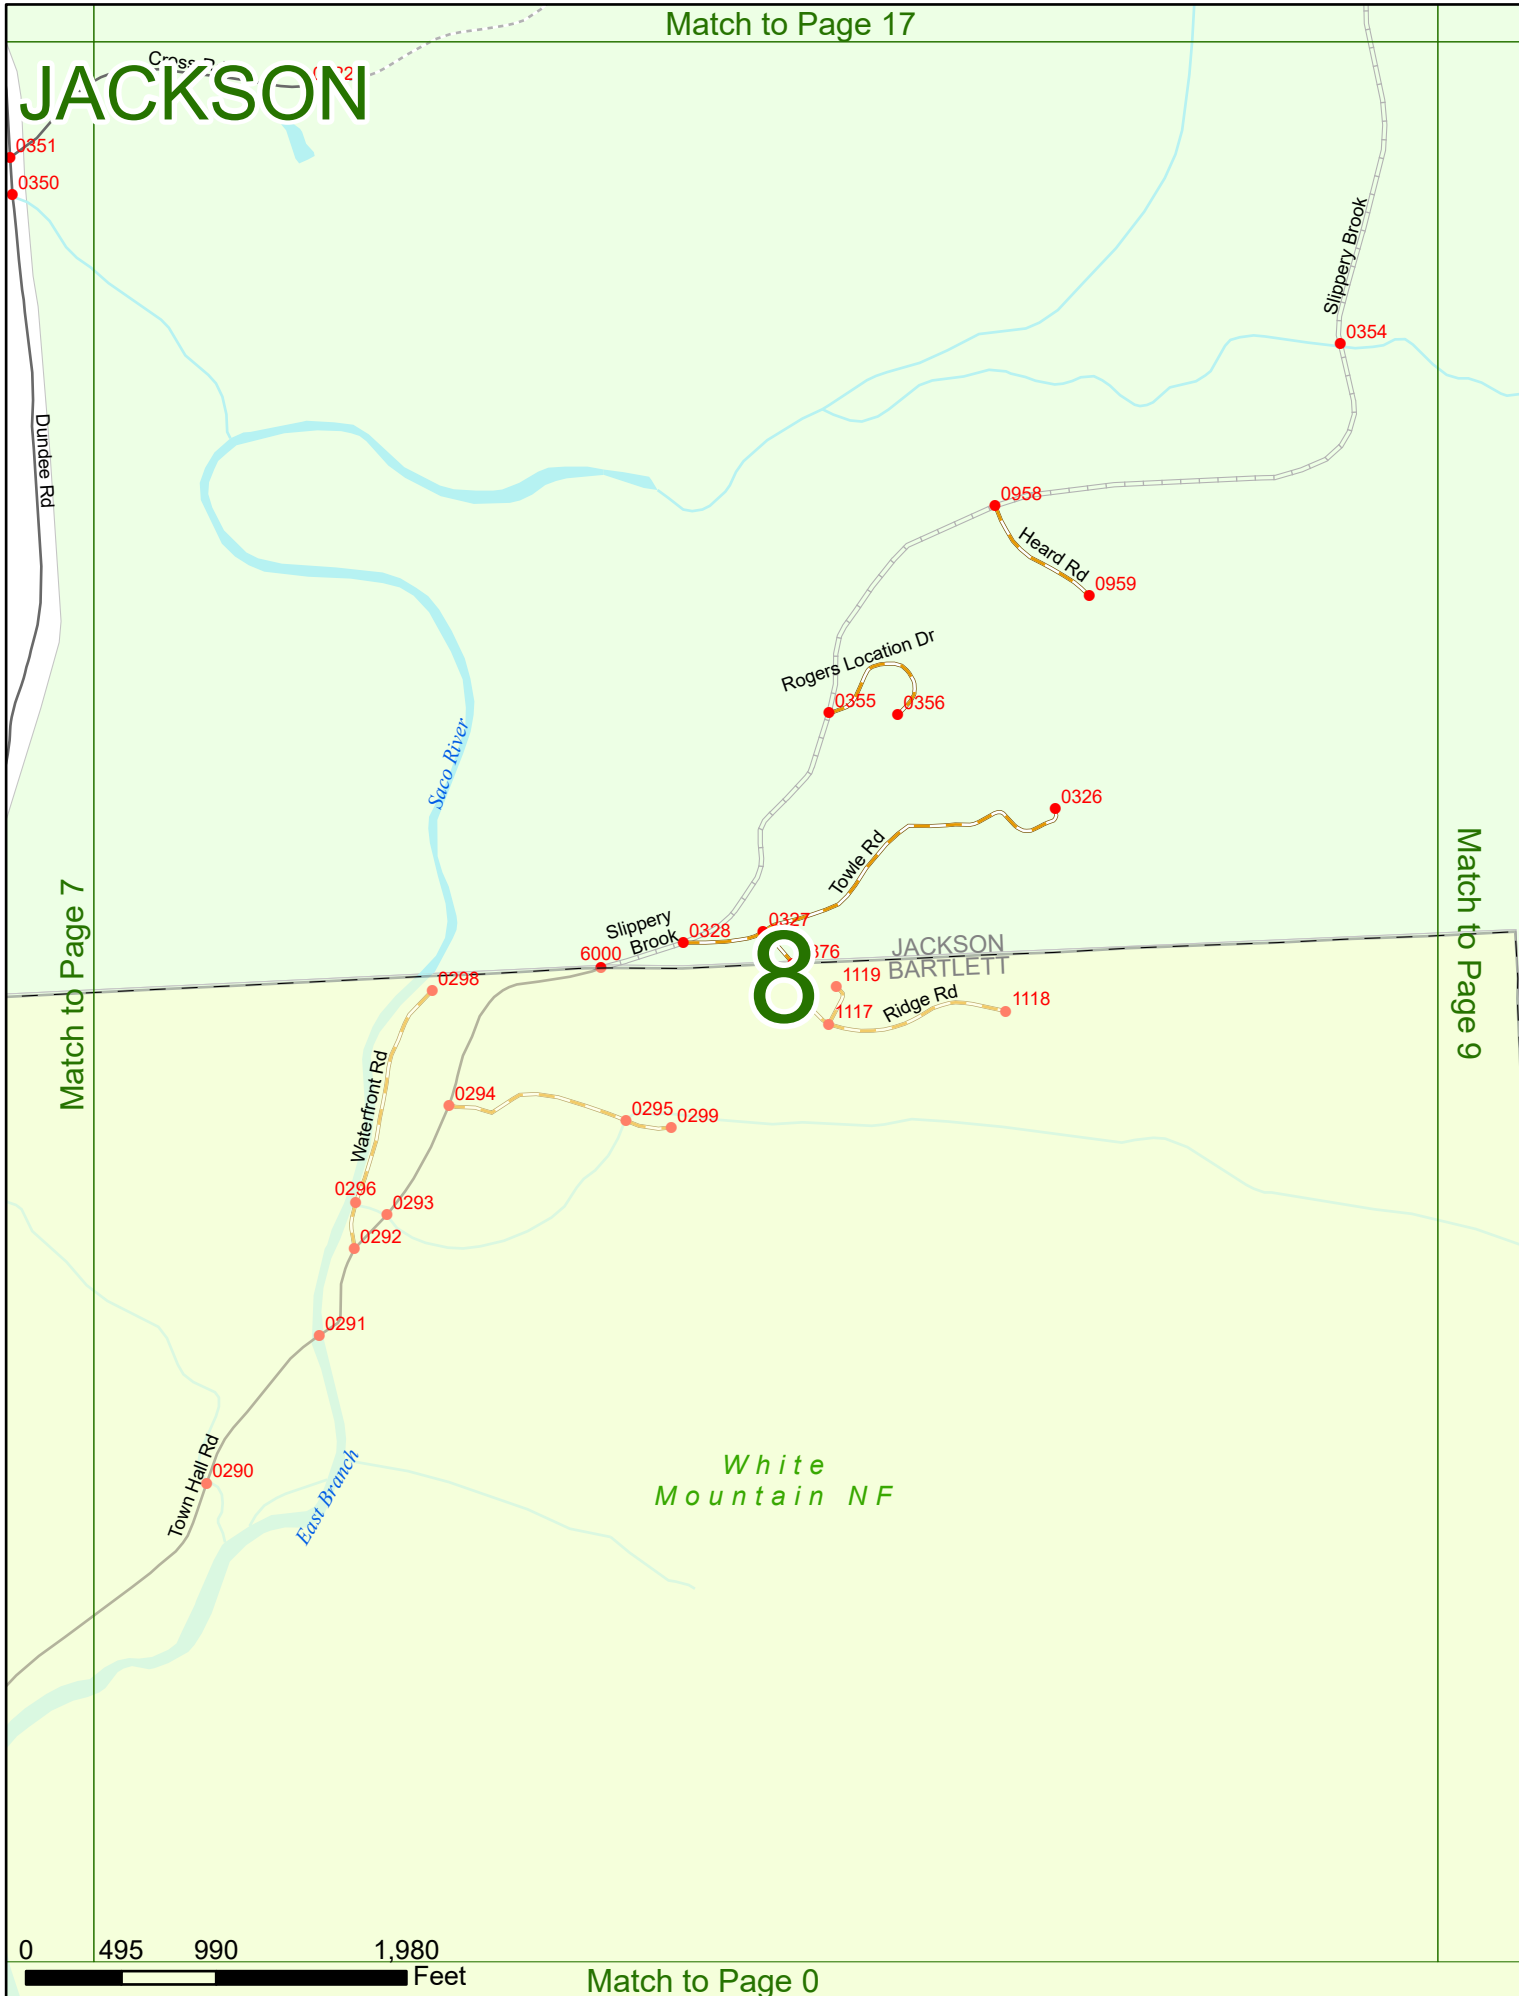 Match to Page 17
Cross
JACKSON
0351
0350
Slippery Brook
0354
Dundee Rd
0958
Heard Rd
0959
Rogers Location Dr
0355
0356
Saco River
0326
Towle Rd
Match to Page 7
Match to Page 9
Slippery
Brook
0328
0327
6000
8
JACKSON
BARTLETT
0298
1119
1117
Ridge Rd
1118
Waterfront Rd
0294
0295
0299
0296
0293
0292
0291
Town Hall Rd
0290
East Branch
White
Mountain NF
0 495 990 1,980
Feet
Match to Page 0